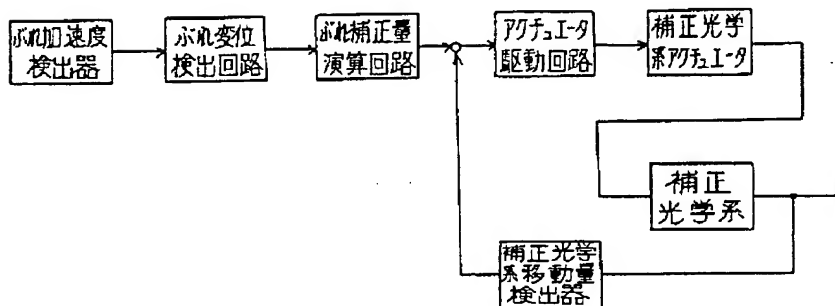 ぶれ加速度
検出器
ぶれ変位
検出回路
ぶれ補正量
演算回路
アクチュエータ
駆動回路
補正光学
系アクチュエータ
補正
光学系
補正光学
系移動量
検出器